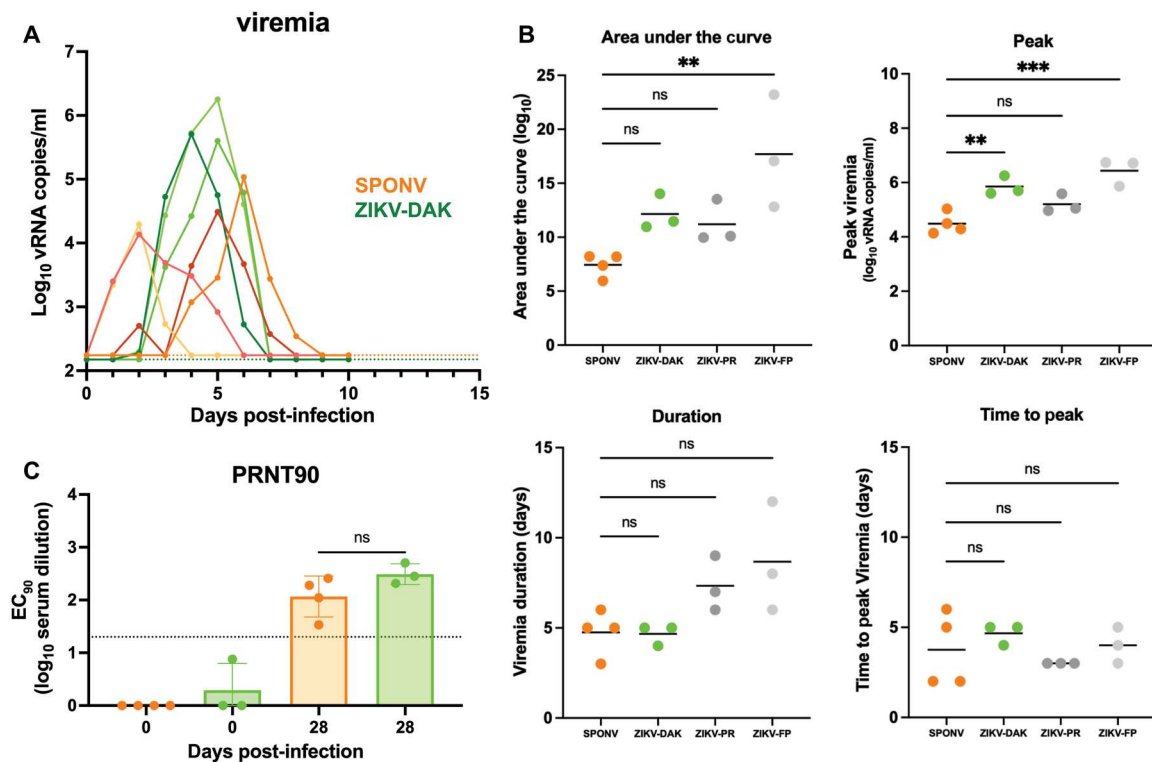 A
viremia
7
6
5
4
3
2
Log10 vRNA copies/ml
SPONV
ZIKV-DAK
0
5
10
15
Days post-infection
B
Area under the curve
25
20
15
10
5
0
Area under the curve (log10)
**
ns
ns
SPONV
ZIKV-DAK
ZIKV-PR
ZIKV-FP
Peak
10
8
6
4
2
0
Peak viremia
(log10 vRNA copies/ml)
***
ns
**
SPONV
ZIKV-DAK
ZIKV-PR
ZIKV-FP
Duration
15
10
5
0
Viremia duration (days)
ns
ns
ns
SPONV
ZIKV-DAK
ZIKV-PR
ZIKV-FP
Time to peak
15
10
5
0
Time to peak Viremia (days)
ns
ns
ns
SPONV
ZIKV-DAK
ZIKV-PR
ZIKV-FP
C
PRNT90
4
3
2
1
0
EC90
(log10 serum dilution)
ns
0
0
28
28
Days post-infection